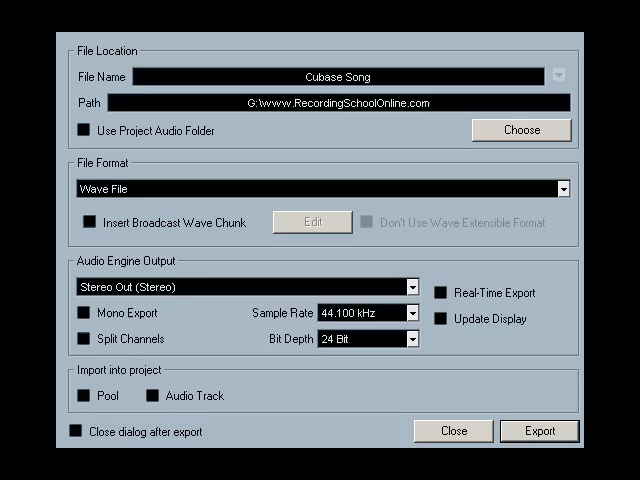 File Location
File Name Cubase Song
Path G:\www.RecordingSchoolOnline.com
Use Project Audio Folder Choose
File Format
Wave File
Insert Broadcast Wave Chunk Edit Don't Use Wave Extensible Format
Audio Engine Output
Stereo Out (Stereo) Real-Time Export
Mono Export Sample Rate 44.100 kHz Update Display
Split Channels Bit Depth 24 Bit
Import into project
Pool Audio Track
Close dialog after export Close Export